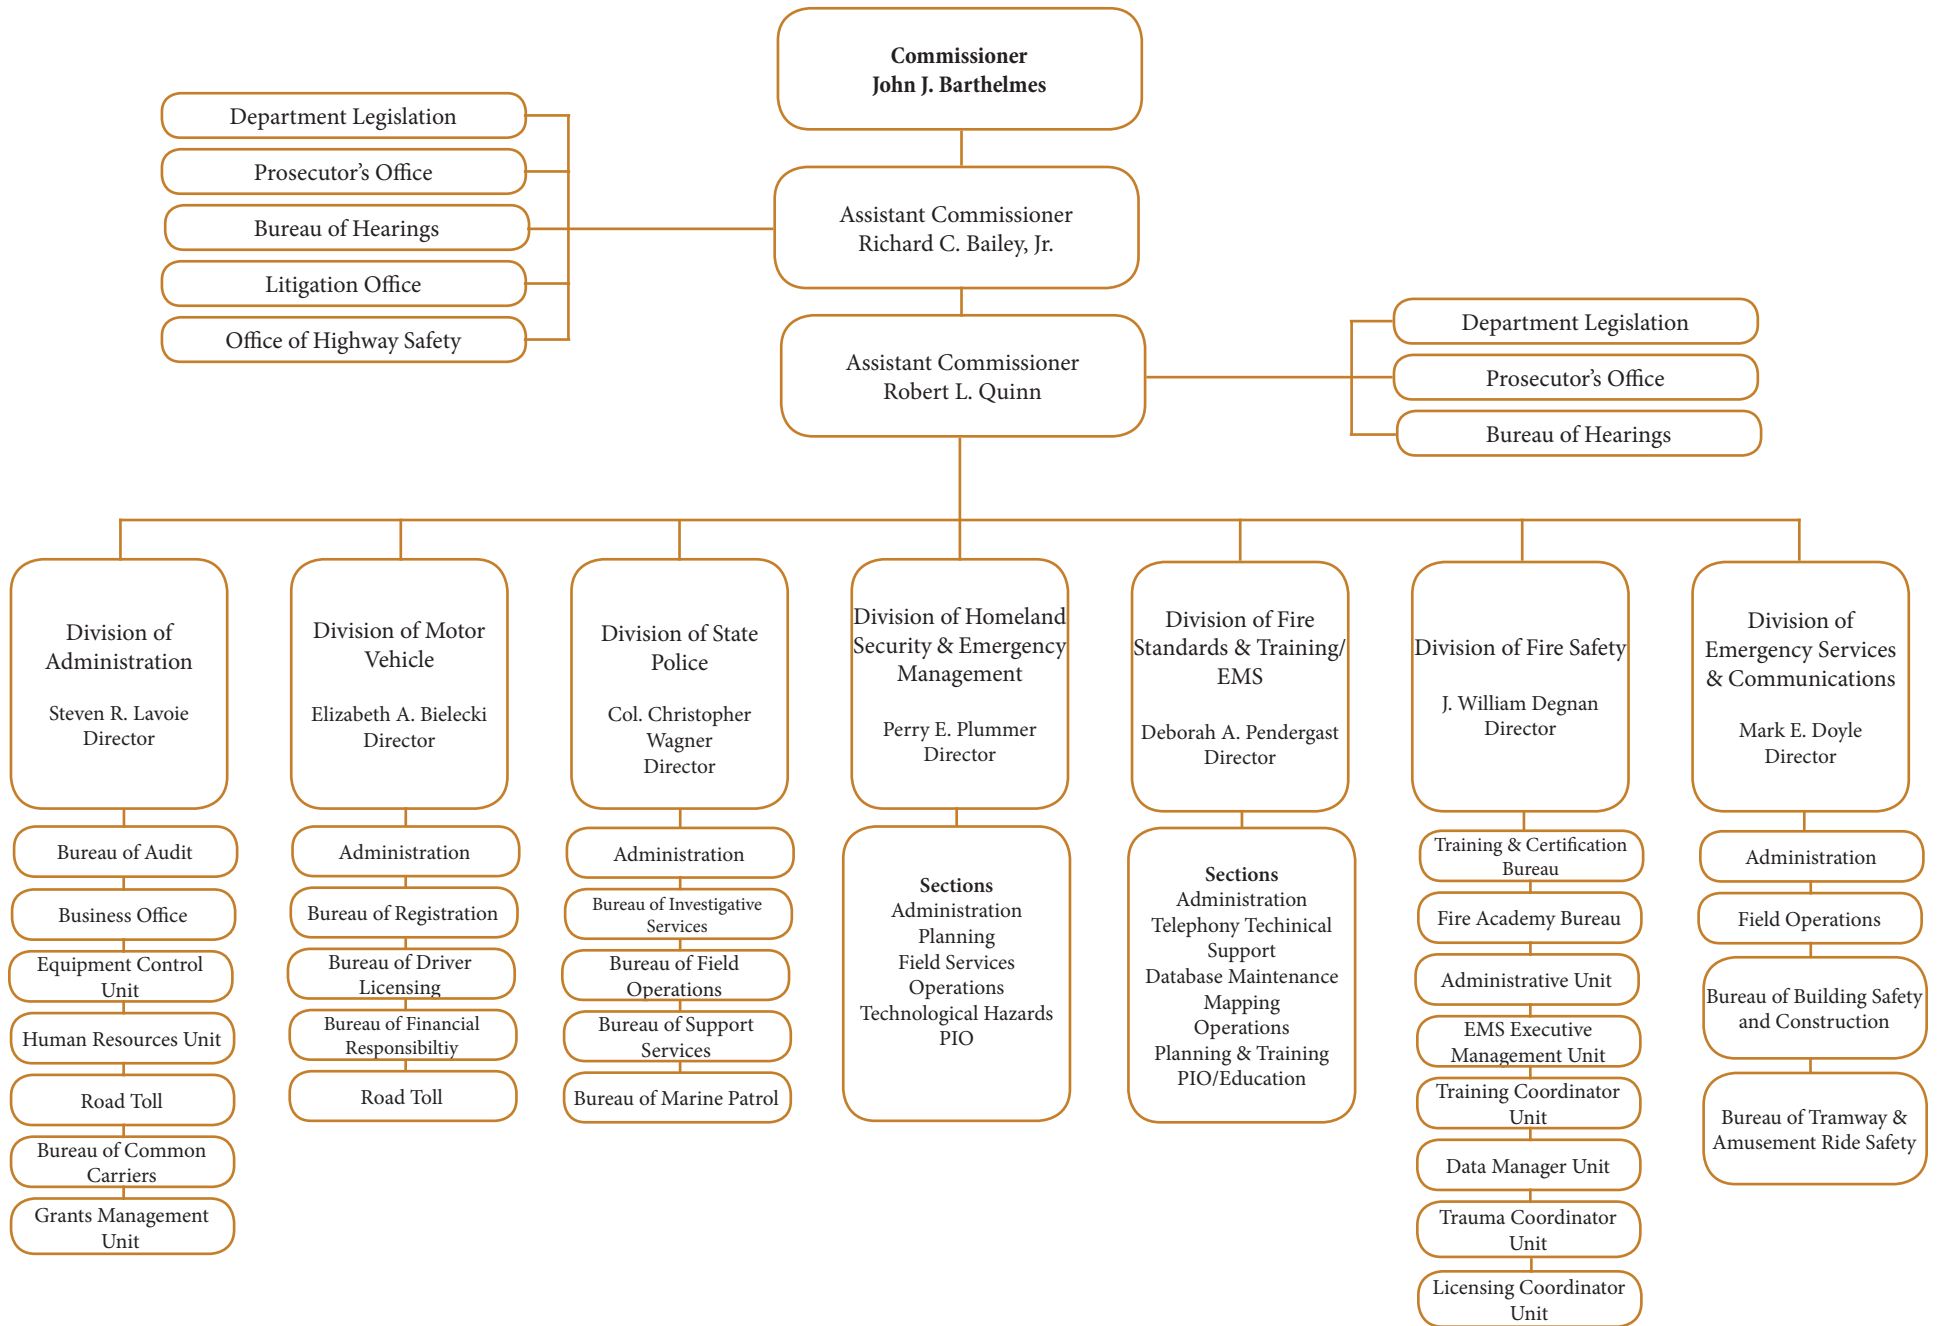 Commissioner
John J. Barthelmes
Department Legislation
Prosecutor's Office
Bureau of Hearings
Litigation Office
Office of Highway Safety
Assistant Commissioner
Richard C. Bailey, Jr.
Assistant Commissioner
Robert L. Quinn
Department Legislation
Prosecutor's Office
Bureau of Hearings
Division of
Administration
Steven R. Lavoie
Director
Bureau of Audit
Business Office
Equipment Control
Unit
Human Resources Unit
Road Toll
Bureau of Common
Carriers
Grants Management
Unit
Division of Motor
Vehicle
Elizabeth A. Bielecki
Director
Administration
Bureau of Registration
Bureau of Driver
Licensing
Bureau of Financial
Responsibiltiy
Road Toll
Division of State
Police
Col. Christopher
Wagner
Director
Administration
Bureau of Investigative
Services
Bureau of Field
Operations
Bureau of Support
Services
Bureau of Marine Patrol
Division of Homeland
Security & Emergency
Management
Perry E. Plummer
Director
Sections
Administration
Planning
Field Services
Operations
Technological Hazards
PIO
Division of Fire
Standards & Training/
EMS
Deborah A. Pendergast
Director
Sections
Administration
Telephony Techinical
Support
Database Maintenance
Mapping
Operations
Planning & Training
PIO/Education
Division of Fire Safety
J. William Degnan
Director
Training & Certification
Bureau
Fire Academy Bureau
Administrative Unit
EMS Executive
Management Unit
Training Coordinator
Unit
Data Manager Unit
Trauma Coordinator
Unit
Licensing Coordinator
Unit
Division of
Emergency Services
& Communications
Mark E. Doyle
Director
Administration
Field Operations
Bureau of Building Safety
and Construction
Bureau of Tramway &
Amusement Ride Safety